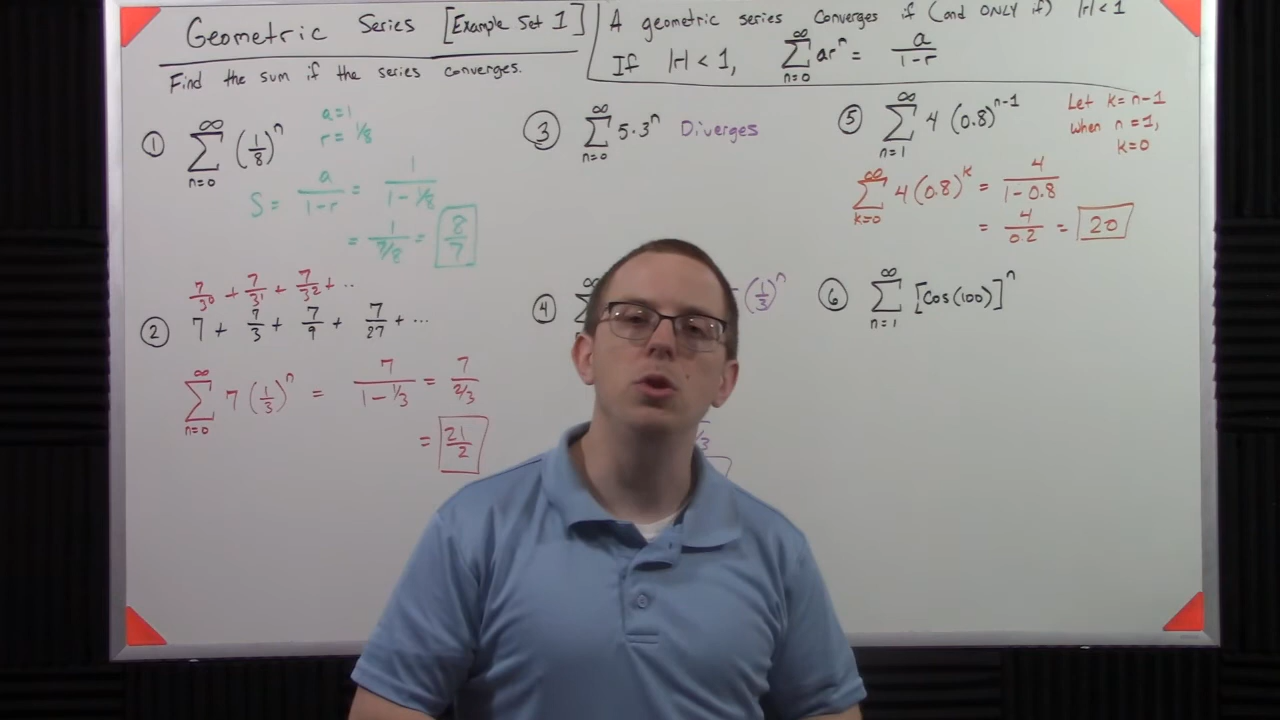 Geometric Series [Example Set 1]
Find the sum if the series converges.
A geometric series converges if (and ONLY if) |r| < 1
If |r| < 1, ∑_{n=0}^{∞} ar^n = a/(1-r)
① ∑_{n=0}^{∞} (1/8)^n
a = 1
r = 1/8
S = a/(1-r) = 1/(1-1/8)
= 1/(7/8) = 8/7
7/3^0 + 7/3^1 + 7/3^2 + ..
② 7 + 7/3 + 7/9 + 7/27 + ...
∑_{n=0}^{∞} 7(1/3)^n = 7/(1-1/3) = 7/(2/3)
= 21/2
③ ∑_{n=0}^{∞} 5·3^n Diverges
④ (1/3)^n
⑤ ∑_{n=1}^{∞} 4(0.8)^{n-1}
Let k = n-1
when n = 1,
k = 0
∑_{k=0}^{∞} 4(0.8)^k = 4/(1-0.8)
= 4/0.2 = 20
⑥ ∑_{n=1}^{∞} [cos(100)]^n